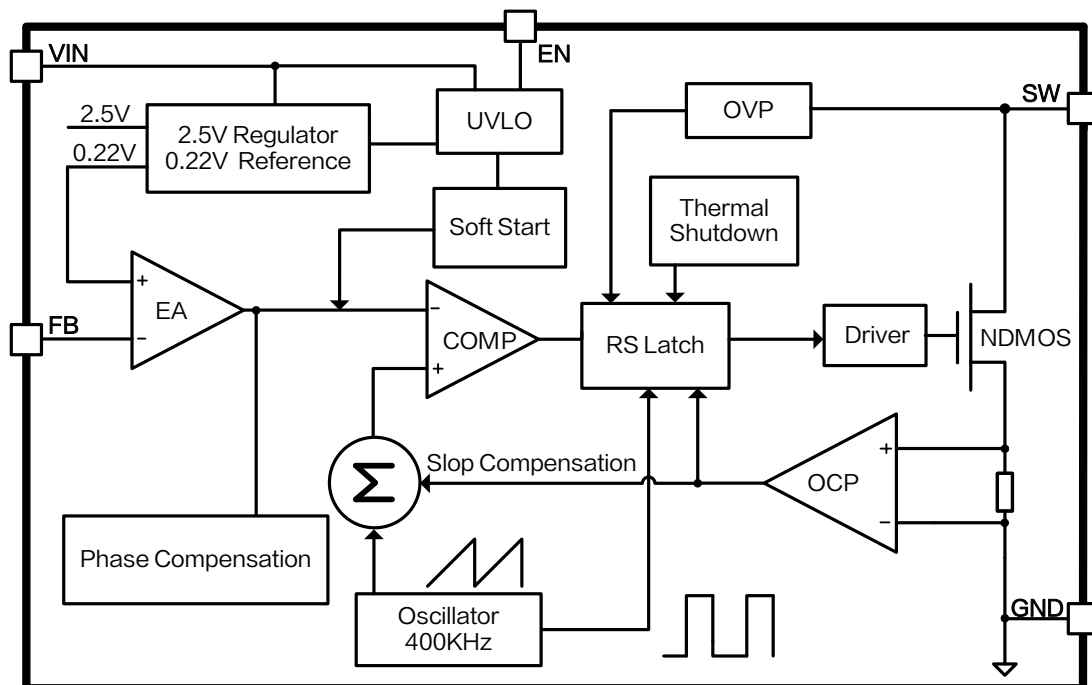 VIN
EN
SW
2.5V
0.22V
2.5V Regulator
0.22V Reference
UVLO
OVP
Soft Start
Thermal
Shutdown
+
EA
-
FB
-
COMP
+
RS Latch
Driver
NDMOS
Slop Compensation
Σ
+
OCP
-
Phase Compensation
Oscillator
400KHz
GND